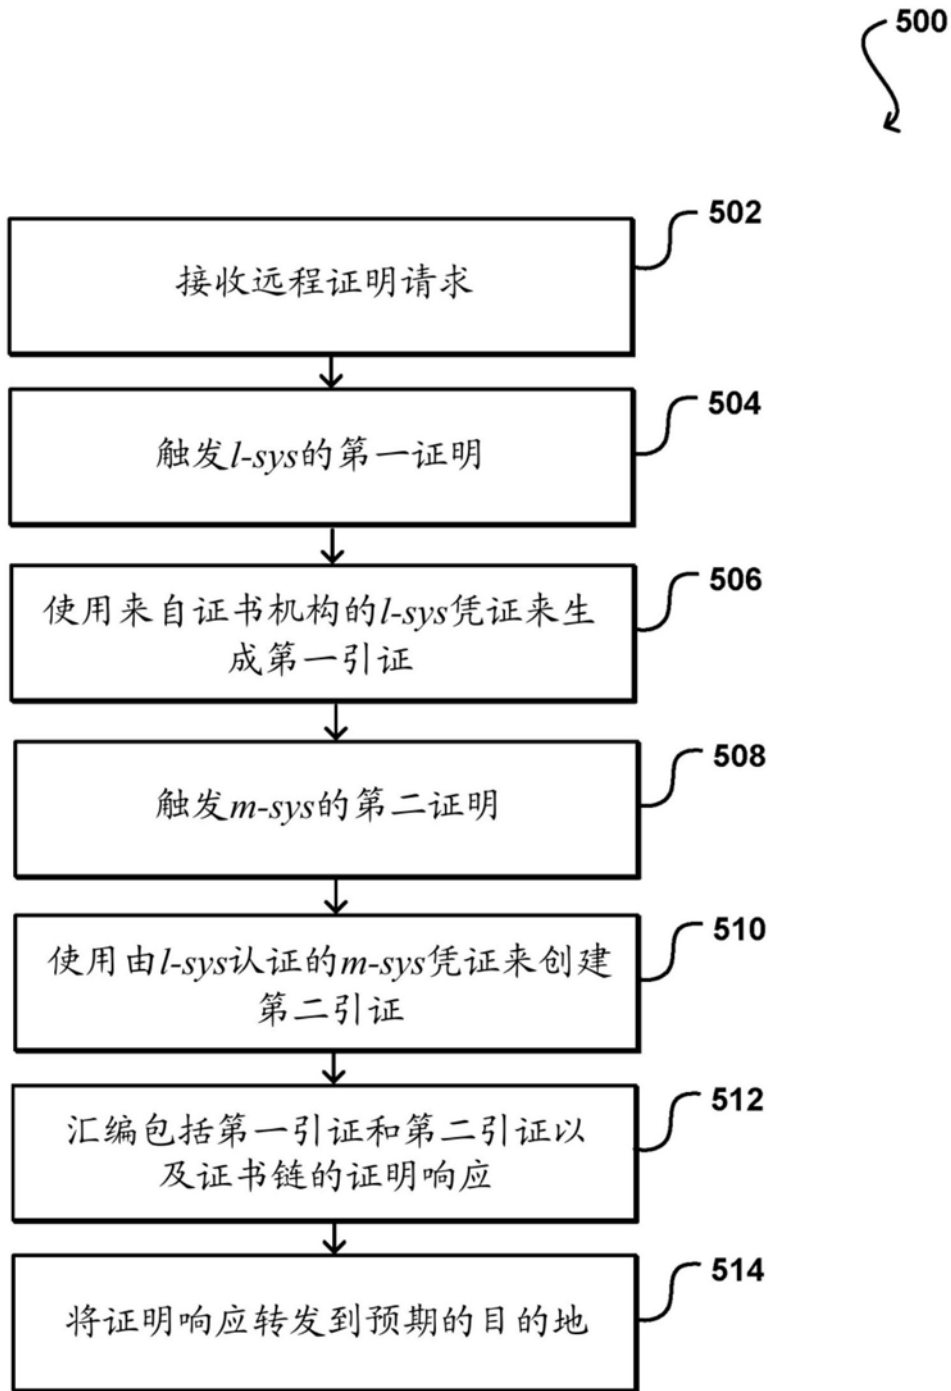 500
502
接收远程证明请求
504
触发l-sys的第一证明
506
使用来自证书机构的l-sys凭证来生
成第一引证
508
触发m-sys的第二证明
510
使用由l-sys认证的m-sys凭证来创建
第二引证
512
汇编包括第一引证和第二引证以
及证书链的证明响应
514
将证明响应转发到预期的目的地